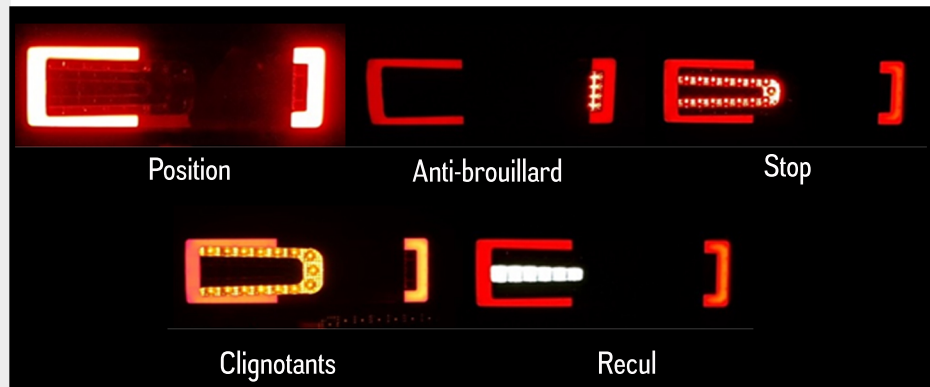 Position
Anti-brouillard
Stop
Clignotants
Recul